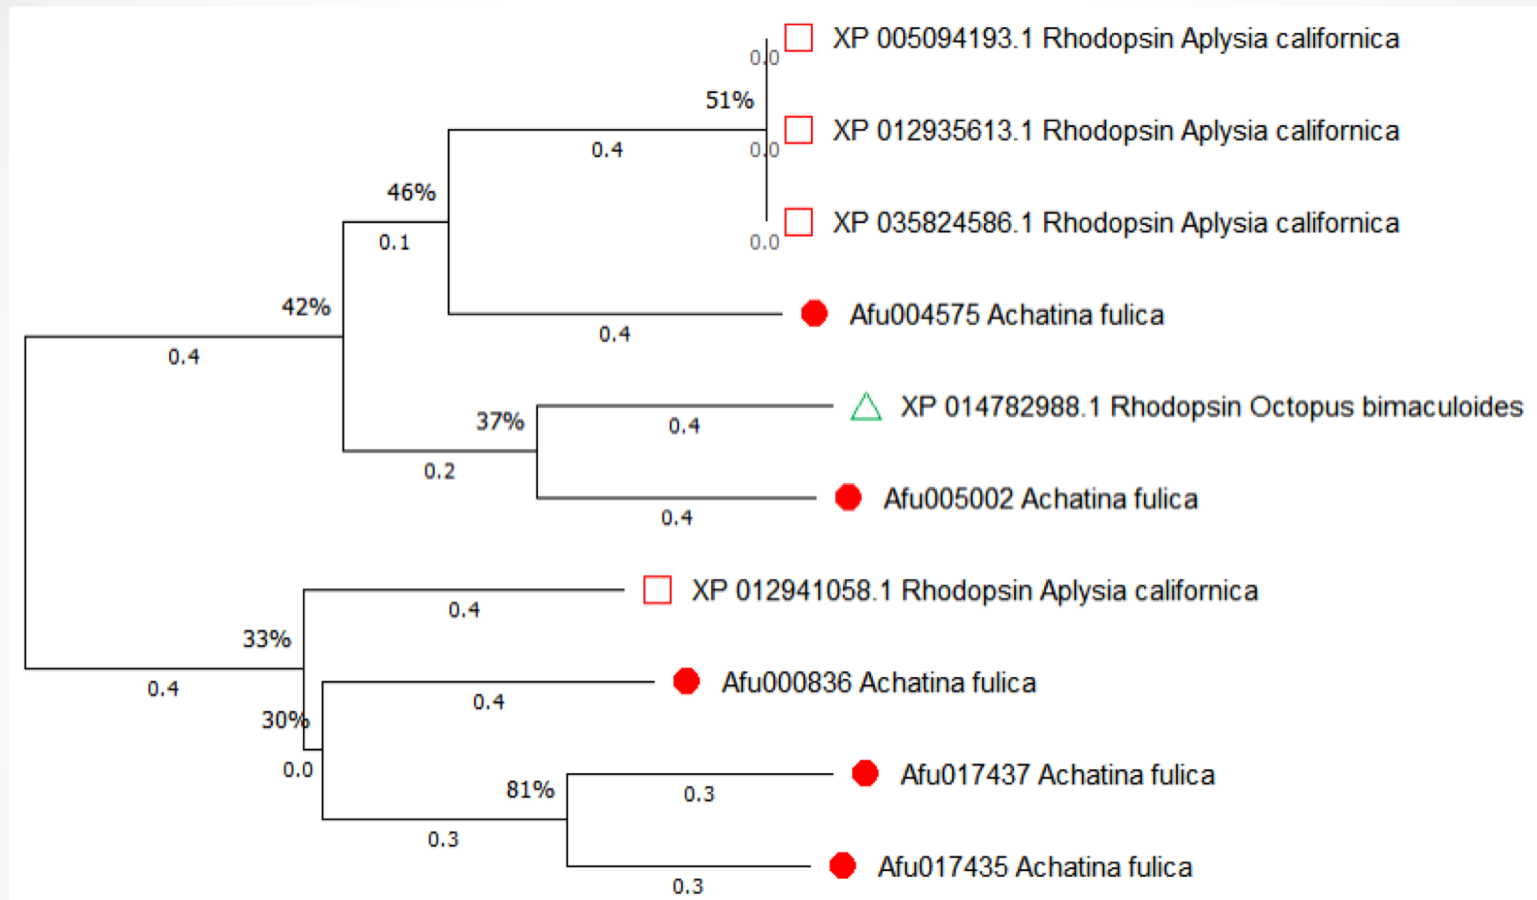 XP 005094193.1 Rhodopsin Aplysia californica
0.0
51%
XP 012935613.1 Rhodopsin Aplysia californica
0.4
0.0
46%
XP 035824586.1 Rhodopsin Aplysia californica
0.1
0.0
42%
Afu004575 Achatina fulica
0.4
0.4
XP 014782988.1 Rhodopsin Octopus bimaculoides
37%
0.4
0.2
Afu005002 Achatina fulica
0.4
XP 012941058.1 Rhodopsin Aplysia californica
0.4
33%
0.4
Afu000836 Achatina fulica
0.4
30%
0.0
Afu017437 Achatina fulica
81%
0.3
0.3
Afu017435 Achatina fulica
0.3